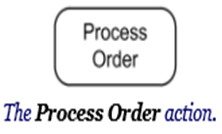 Process
Order
The Process Order action.